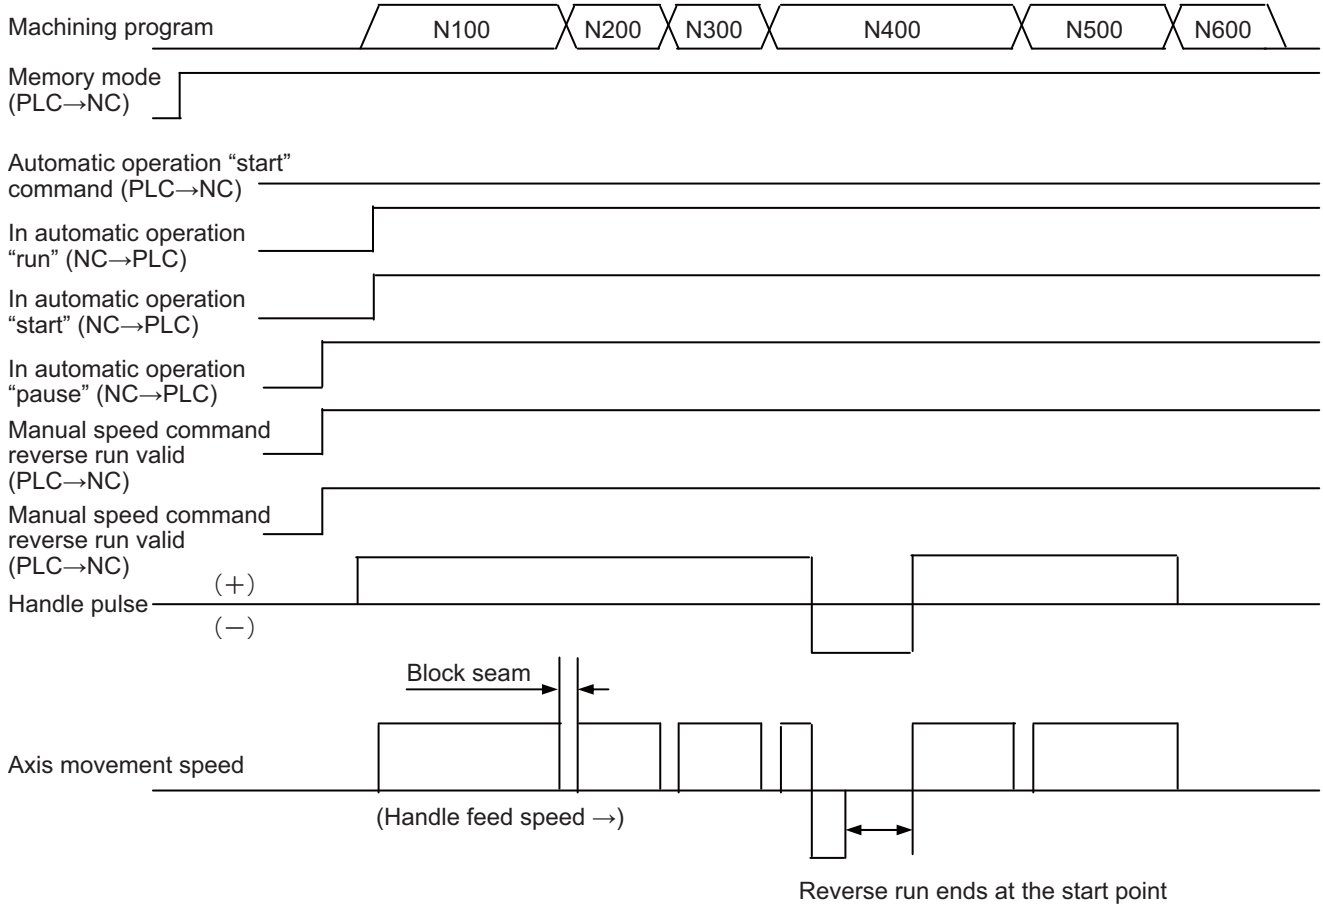 Machining program N100 N200 N300 N400 N500 N600
Memory mode
(PLC→NC)
Automatic operation “start”
command (PLC→NC)
In automatic operation
“run” (NC→PLC)
In automatic operation
“start” (NC→PLC)
In automatic operation
“pause” (NC→PLC)
Manual speed command
reverse run valid
(PLC→NC)
Manual speed command
reverse run valid
(PLC→NC)
(+)
Handle pulse
(−)
Block seam
Axis movement speed
(Handle feed speed →)
Reverse run ends at the start point